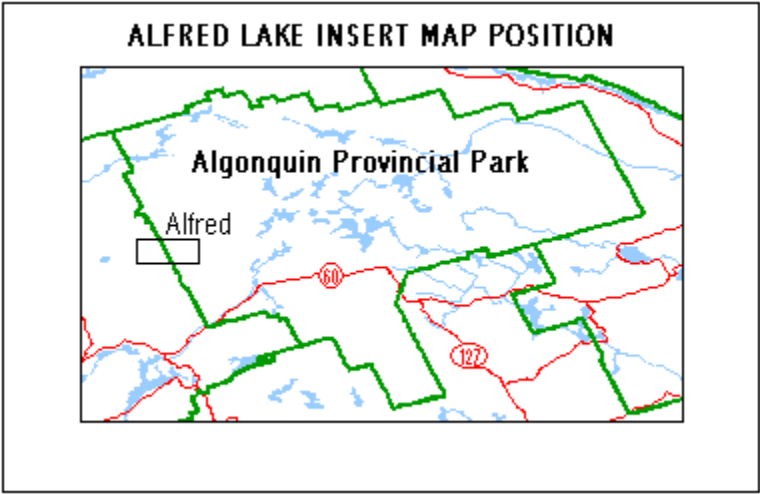 ALFRED LAKE INSERT MAP POSITION
Algonquin Provincial Park
Alfred
60
127